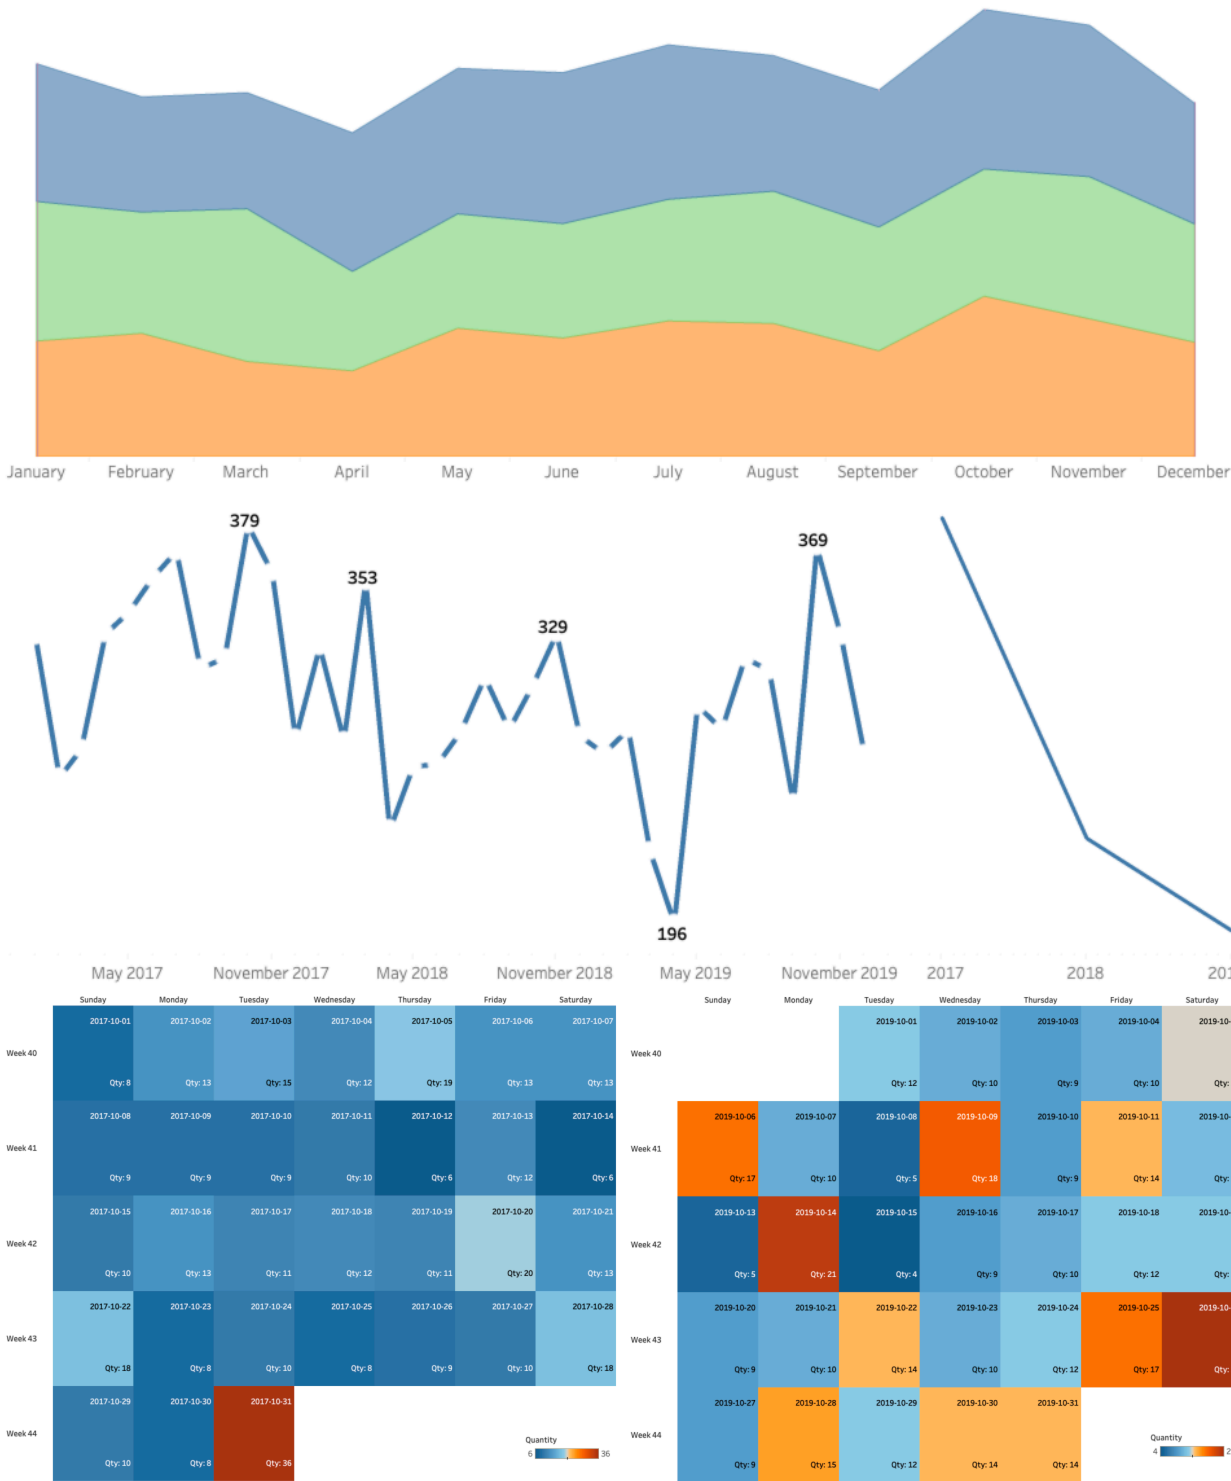 January February March April May June July August September October November December
379
353
329
369
196
May 2017 November 2017 May 2018 November 2018 May 2019 November 2019 2017 2018 201
Sunday Monday Tuesday Wednesday Thursday Friday Saturday
Week 40
2017-10-01 2017-10-02 2017-10-03 2017-10-04 2017-10-05 2017-10-06 2017-10-07
Qty: 8 Qty: 13 Qty: 15 Qty: 12 Qty: 19 Qty: 13 Qty: 13
Week 41
2017-10-08 2017-10-09 2017-10-10 2017-10-11 2017-10-12 2017-10-13 2017-10-14
Qty: 9 Qty: 9 Qty: 9 Qty: 10 Qty: 6 Qty: 12 Qty: 6
Week 42
2017-10-15 2017-10-16 2017-10-17 2017-10-18 2017-10-19 2017-10-20 2017-10-21
Qty: 10 Qty: 13 Qty: 11 Qty: 12 Qty: 11 Qty: 20 Qty: 13
Week 43
2017-10-22 2017-10-23 2017-10-24 2017-10-25 2017-10-26 2017-10-27 2017-10-28
Qty: 18 Qty: 8 Qty: 10 Qty: 8 Qty: 9 Qty: 10 Qty: 18
Week 44
2017-10-29 2017-10-30 2017-10-31
Qty: 10 Qty: 8 Qty: 36
Quantity
6 36
Sunday Monday Tuesday Wednesday Thursday Friday Saturday
Week 40
2019-10-01 2019-10-02 2019-10-03 2019-10-04 2019-10-
Qty: 12 Qty: 10 Qty: 9 Qty: 10 Qty:
Week 41
2019-10-06 2019-10-07 2019-10-08 2019-10-09 2019-10-10 2019-10-11 2019-10-
Qty: 17 Qty: 10 Qty: 5 Qty: 18 Qty: 9 Qty: 14 Qty:
Week 42
2019-10-13 2019-10-14 2019-10-15 2019-10-16 2019-10-17 2019-10-18 2019-10-
Qty: 5 Qty: 21 Qty: 4 Qty: 9 Qty: 10 Qty: 12 Qty:
Week 43
2019-10-20 2019-10-21 2019-10-22 2019-10-23 2019-10-24 2019-10-25 2019-10-
Qty: 9 Qty: 10 Qty: 14 Qty: 10 Qty: 12 Qty: 17 Qty:
Week 44
2019-10-27 2019-10-28 2019-10-29 2019-10-30 2019-10-31
Qty: 9 Qty: 15 Qty: 12 Qty: 14 Qty: 14
Quantity
4 2